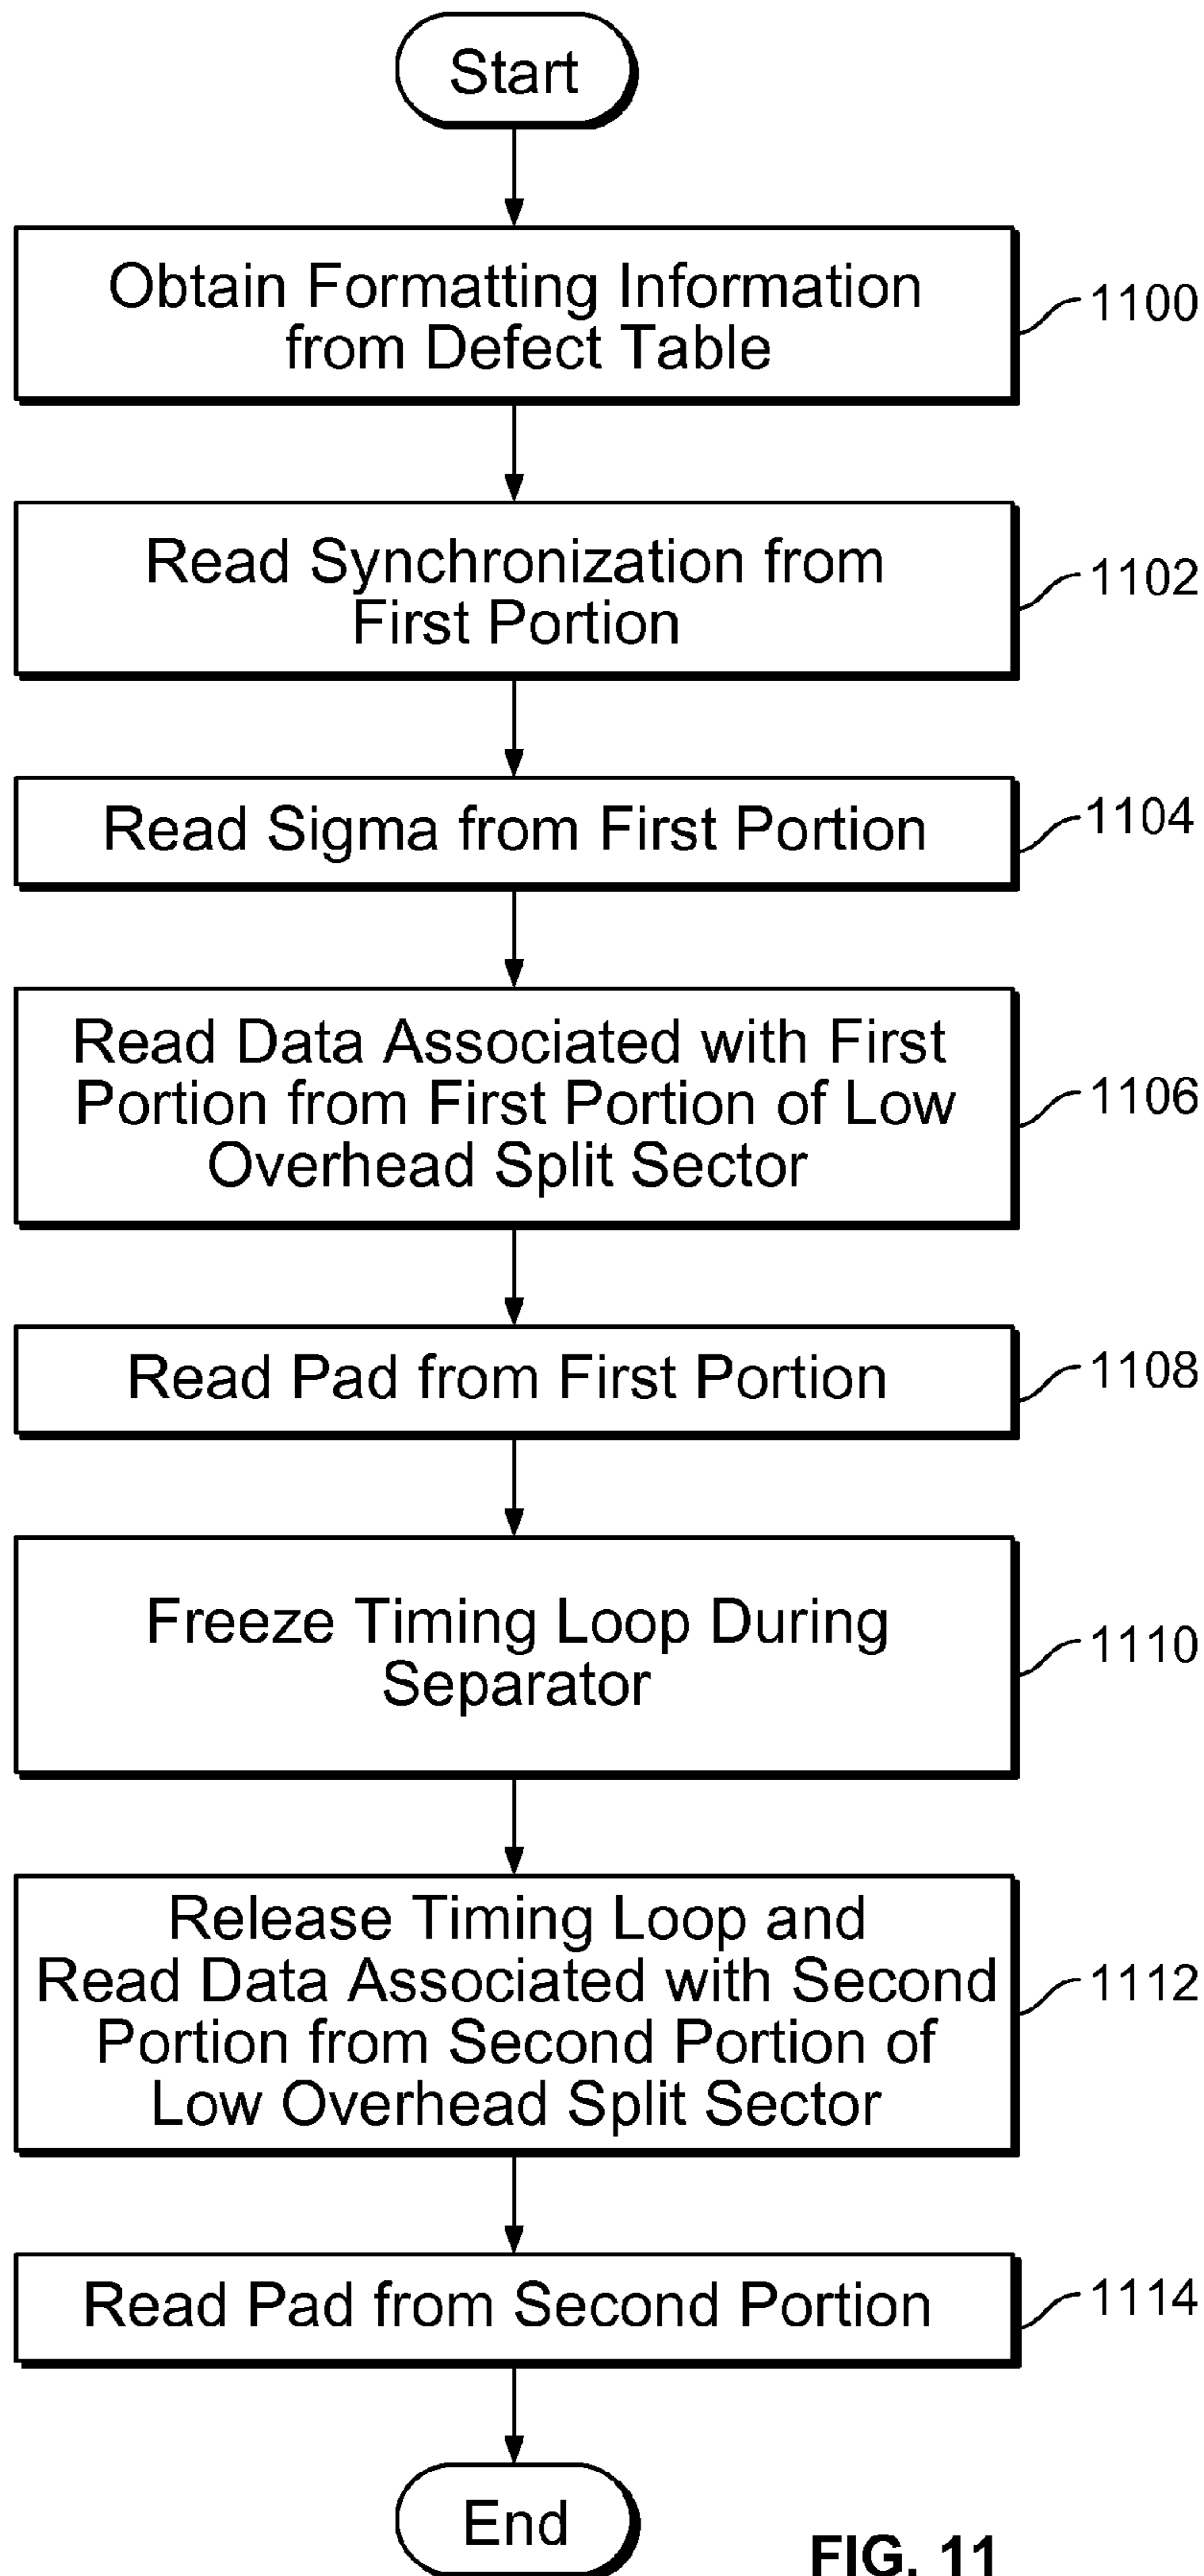 Start
Obtain Formatting Information
from Defect Table
1100
Read Synchronization from
First Portion
1102
Read Sigma from First Portion
1104
Read Data Associated with First
Portion from First Portion of Low
Overhead Split Sector
1106
Read Pad from First Portion
1108
Freeze Timing Loop During
Separator
1110
Release Timing Loop and
Read Data Associated with Second
Portion from Second Portion of
Low Overhead Split Sector
1112
Read Pad from Second Portion
1114
End
FIG. 11